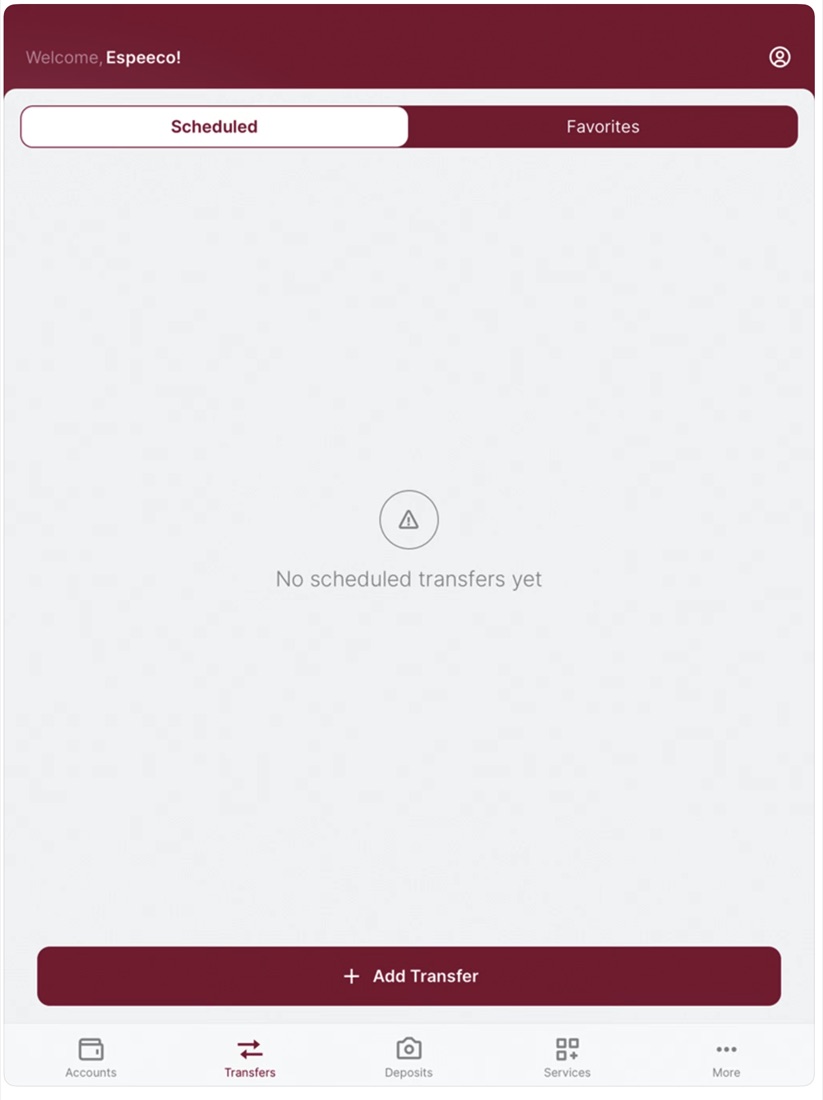 Welcome, Espeeco!
Scheduled Favorites
No scheduled transfers yet
+ Add Transfer
Accounts Transfers Deposits Services More